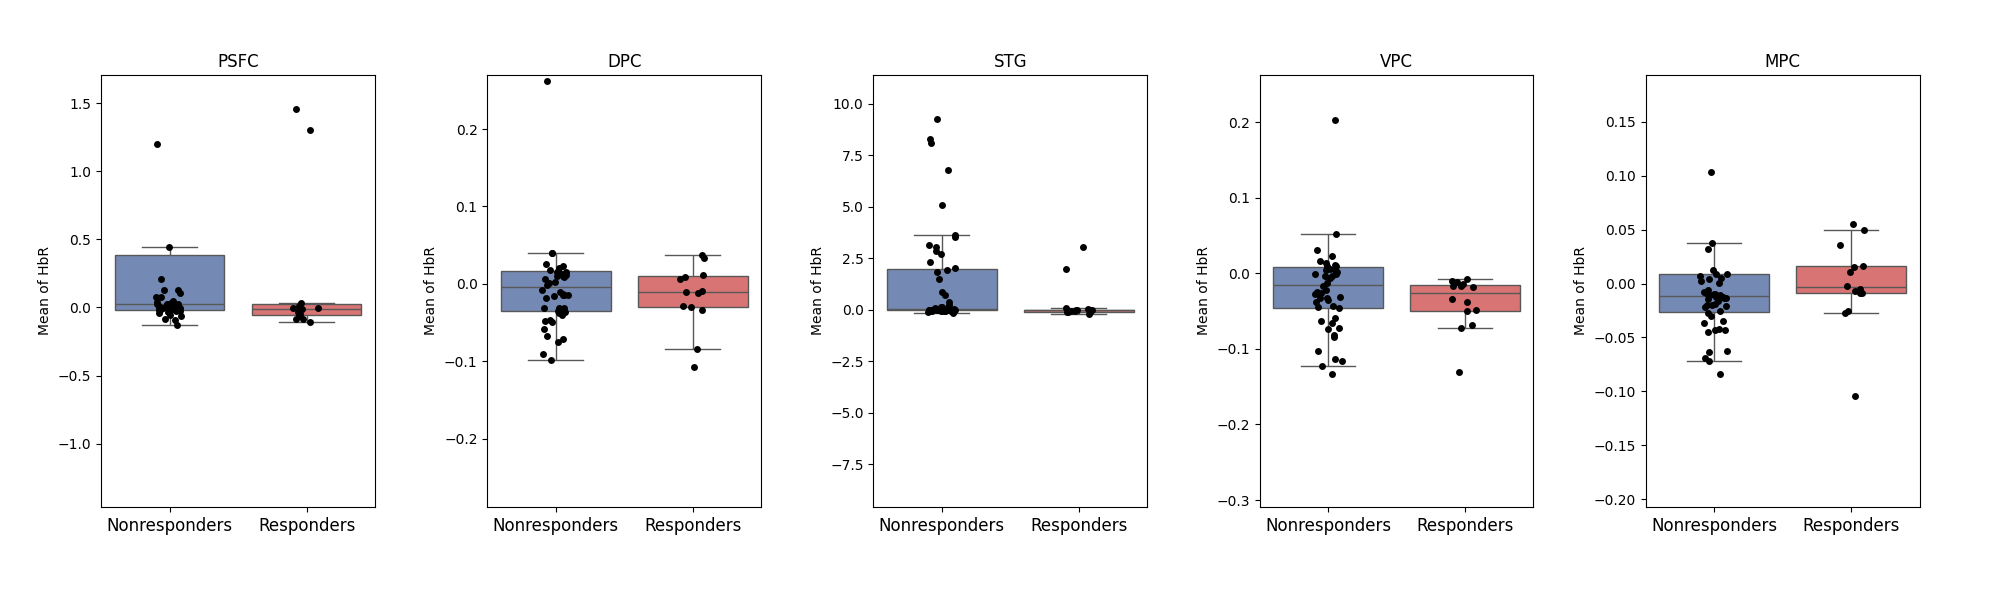 PSFC
Mean of HbR
1.5
1.0
0.5
0.0
−0.5
−1.0
Nonresponders
Responders
DPC
Mean of HbR
0.2
0.1
0.0
−0.1
−0.2
Nonresponders
Responders
STG
Mean of HbR
10.0
7.5
5.0
2.5
0.0
−2.5
−5.0
−7.5
Nonresponders
Responders
VPC
Mean of HbR
0.2
0.1
0.0
−0.1
−0.2
−0.3
Nonresponders
Responders
MPC
Mean of HbR
0.15
0.10
0.05
0.00
−0.05
−0.10
−0.15
−0.20
Nonresponders
Responders